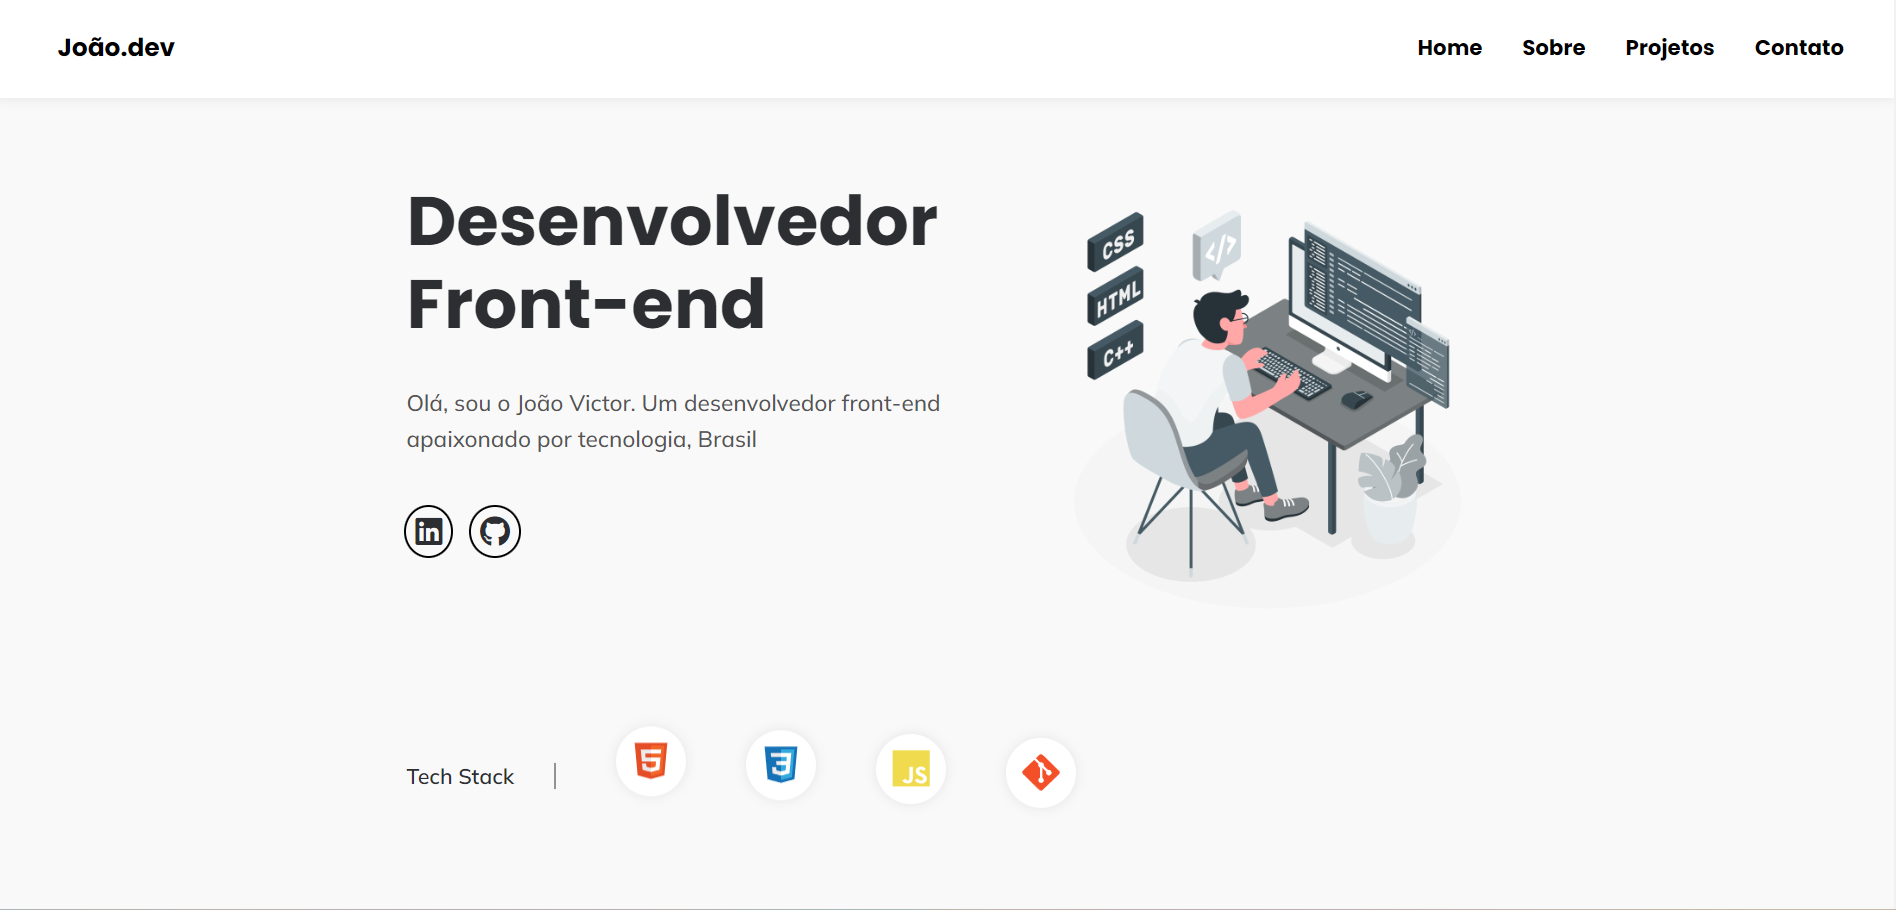 João.dev
Home Sobre Projetos Contato
Desenvolvedor
Front-end
Olá, sou o João Victor. Um desenvolvedor front-end
apaixonado por tecnologia, Brasil
in
CSS
</>
HTML
C++
Tech Stack |
5
3
JS